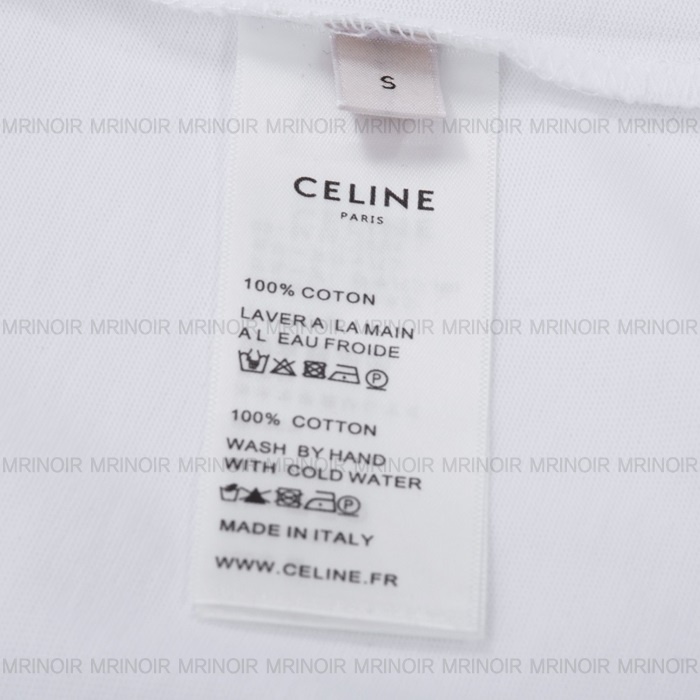 S
MRINOIR MRINOIR MRINOIR MRINOIR MRINOIR MRINOIR MRINOIR MRINOIR
CELINE
PARIS
100% COTON
LAVER A LA MAIN
MRINOIR MRINOIR MRINOIR MRINOIR MRINOIR MRINOIR MRINOIR MRINOIR
A L' EAU FROIDE
P
100% COTTON
WASH BY HAND
MRINOIR MRINOIR MRINOIR MRINOIR MRINOIR MRINOIR MRINOIR MRINOIR
WITH COLD WATER
P
MADE IN ITALY
WWW.CELINE.FR
MRINOIR MRINOIR MRINOIR MRINOIR MRINOIR MRINOIR MRINOIR MRINOIR